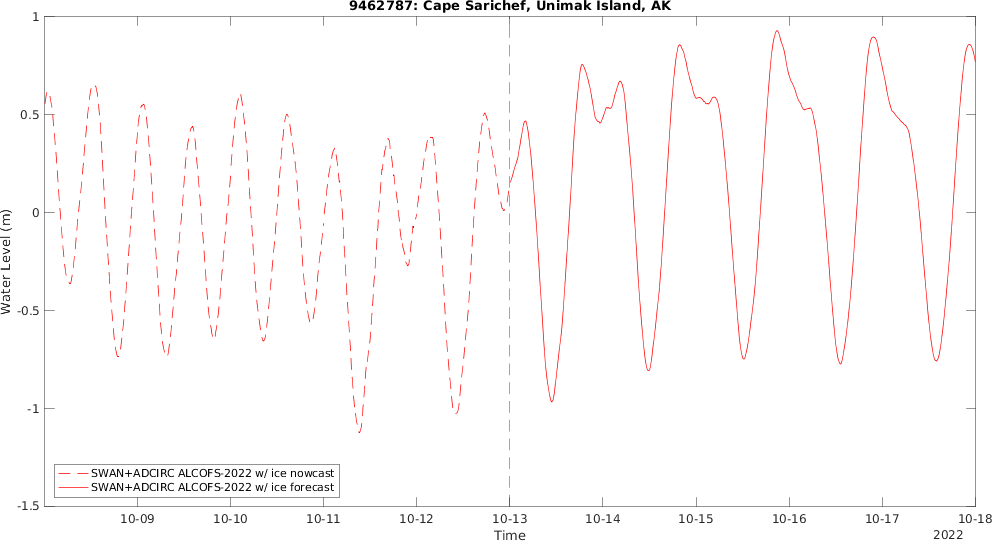 9462787: Cape Sarichef, Unimak Island, AK
1
0.5
0
-0.5
-1
-1.5
Water Level (m)
SWAN+ADCIRC ALCOFS-2022 w/ ice nowcast
SWAN+ADCIRC ALCOFS-2022 w/ ice forecast
10-09 10-10 10-11 10-12 10-13 10-14 10-15 10-16 10-17 10-18
Time
2022